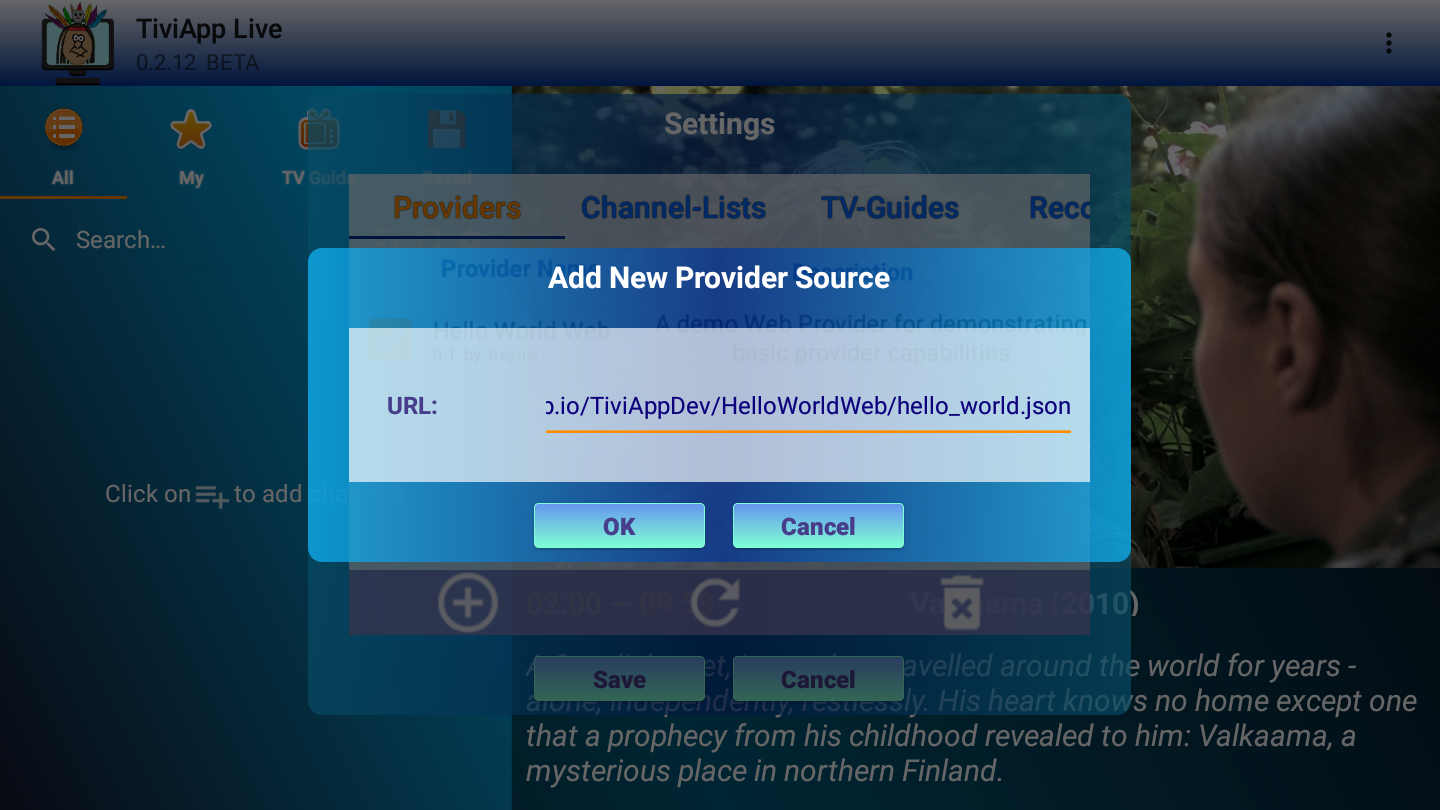 TiviApp Live
0.2.12 BETA
All
My
TV Guide
Saved
Search...
Click on to add
Settings
Providers
Channel-Lists
TV-Guides
Reco
Provider Name
Description
Add New Provider Source
Hello World Web
0.1 by Treynix
A demo Web Provider for demonstrating
basic provider capabilities
URL:
o.io/TiviAppDev/HelloWorldWeb/hello_world.json
OK
Cancel
02:00 — 09:
Valkaama (2010)
Save
Cancel
travelled around the world for years -
alone, independently, restlessly. His heart knows no home except one
that a prophecy from his childhood revealed to him: Valkaama, a
mysterious place in northern Finland.